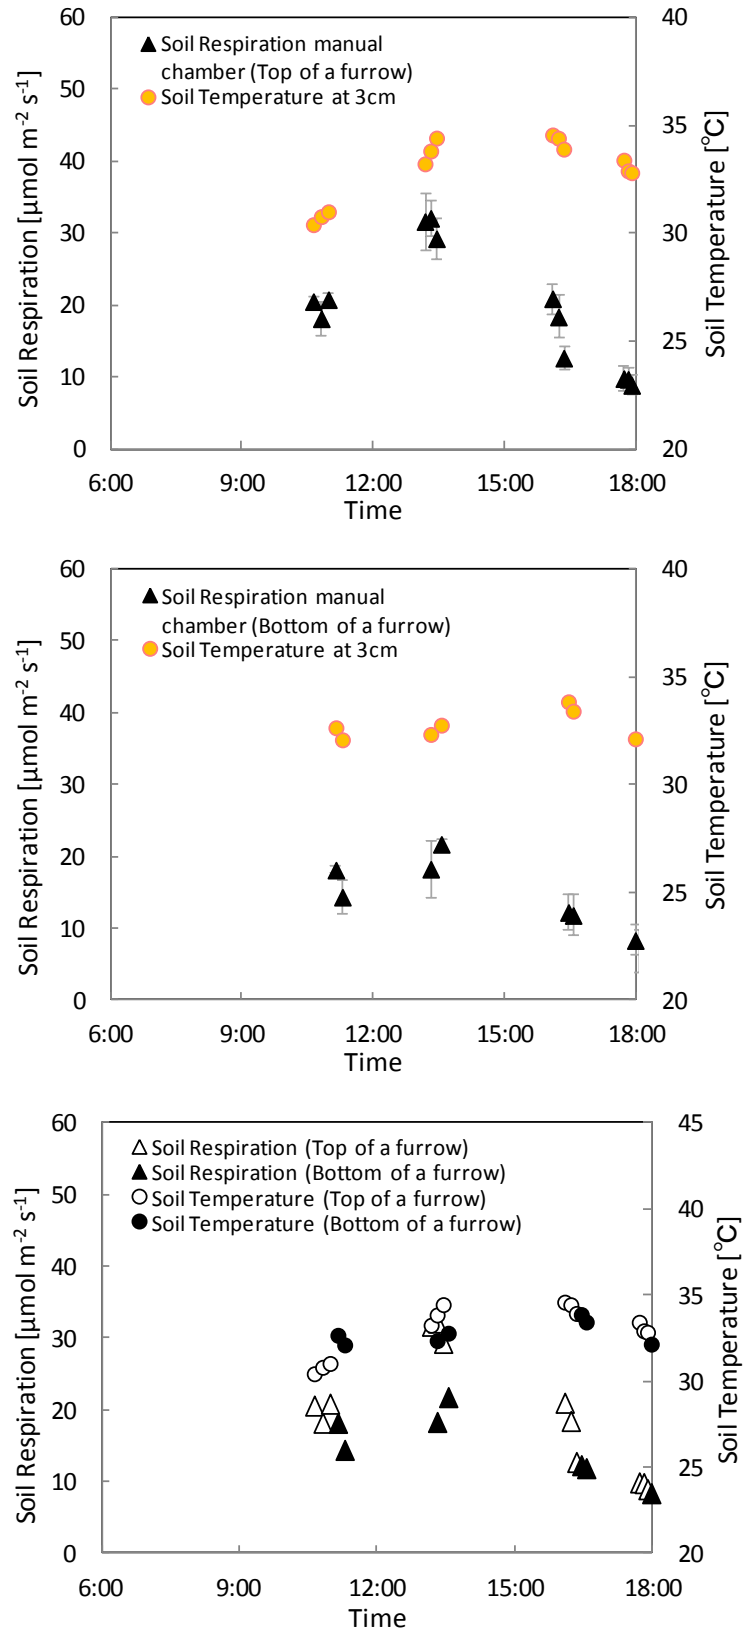 60
50
40
30
20
10
0
Soil Respiration [μmol m⁻² s⁻¹]
▲ Soil Respiration manual
chamber (Top of a furrow)
Soil Temperature at 3cm
40
35
30
25
20
Soil Temperature [℃]
6:00 9:00 12:00 15:00 18:00
Time
60
50
40
30
20
10
0
Soil Respiration [μmol m⁻² s⁻¹]
▲ Soil Respiration manual
chamber (Bottom of a furrow)
Soil Temperature at 3cm
40
35
30
25
20
Soil Temperature [℃]
6:00 9:00 12:00 15:00 18:00
Time
60
50
40
30
20
10
0
Soil Respiration [μmol m⁻² s⁻¹]
△ Soil Respiration (Top of a furrow)
▲ Soil Respiration (Bottom of a furrow)
○ Soil Temperature (Top of a furrow)
● Soil Temperature (Bottom of a furrow)
45
40
35
30
25
20
Soil Temperature [℃]
6:00 9:00 12:00 15:00 18:00
Time